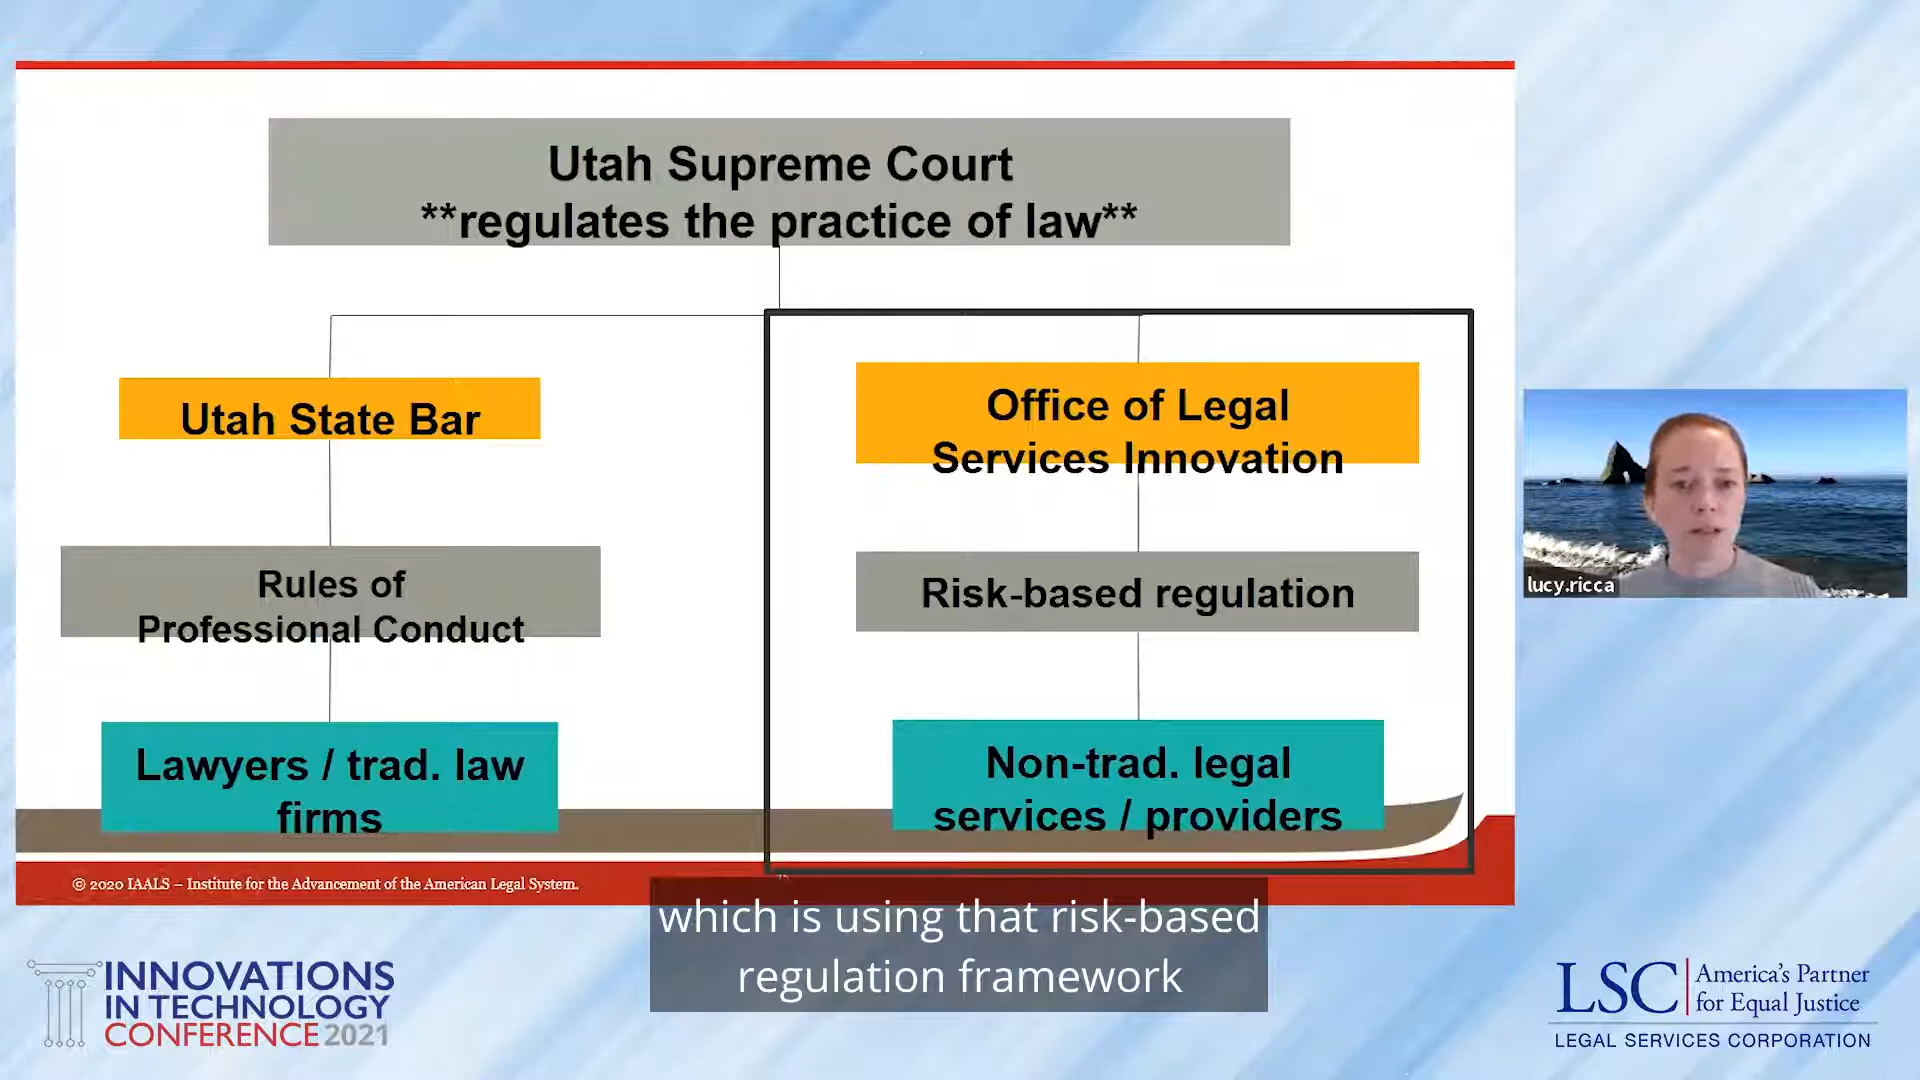 Utah Supreme Court
**regulates the practice of law**
Utah State Bar
Office of Legal
Services Innovation
Rules of
Professional Conduct
Risk-based regulation
Lawyers / trad. law
firms
Non-trad. legal
services / providers
lucy.ricca
© 2020 IAALS – Institute for the Advancement of the American Legal System.
which is using that risk-based
regulation framework
INNOVATIONS
IN TECHNOLOGY
CONFERENCE 2021
LSC America's Partner
for Equal Justice
LEGAL SERVICES CORPORATION